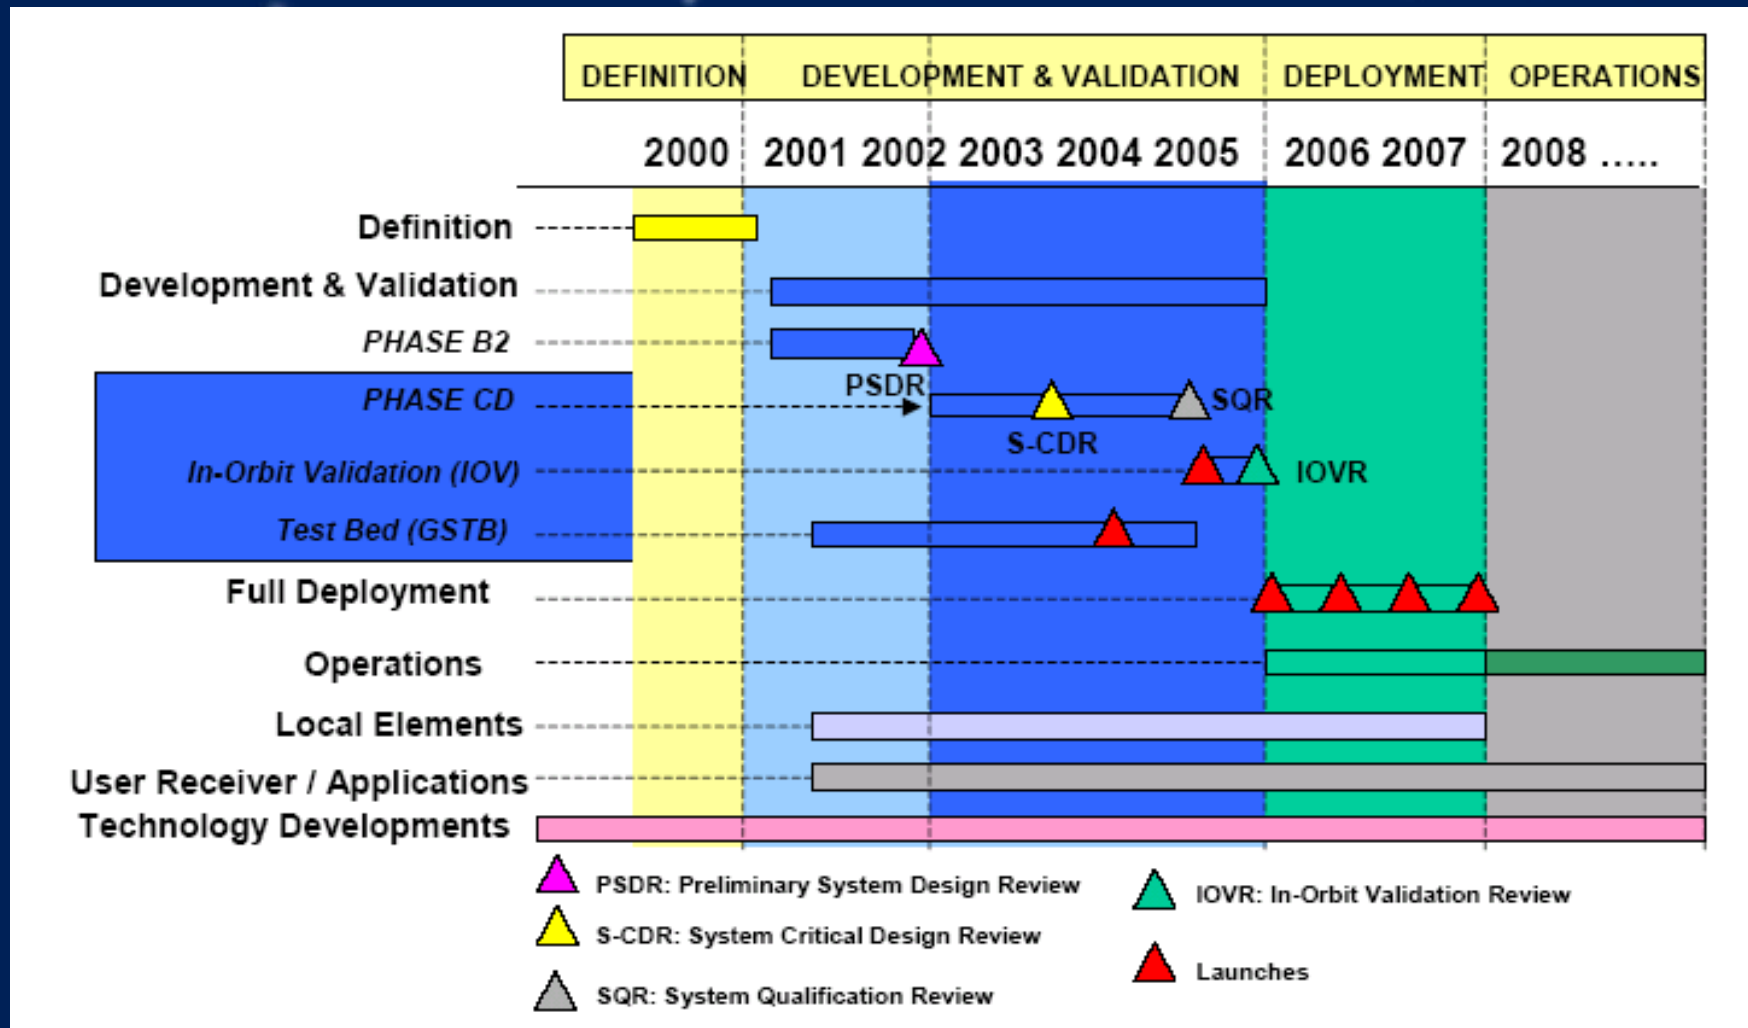 DEFINITION DEVELOPMENT & VALIDATION DEPLOYMENT OPERATIONS
2000 2001 2002 2003 2004 2005 2006 2007 2008 .....
Definition
Development & Validation
PHASE B2
PSDR
PHASE CD
SQR
S-CDR
In-Orbit Validation (IOV)
IOVR
Test Bed (GSTB)
Full Deployment
Operations
Local Elements
User Receiver / Applications
Technology Developments
PSDR: Preliminary System Design Review
IOVR: In-Orbit Validation Review
S-CDR: System Critical Design Review
Launches
SQR: System Qualification Review